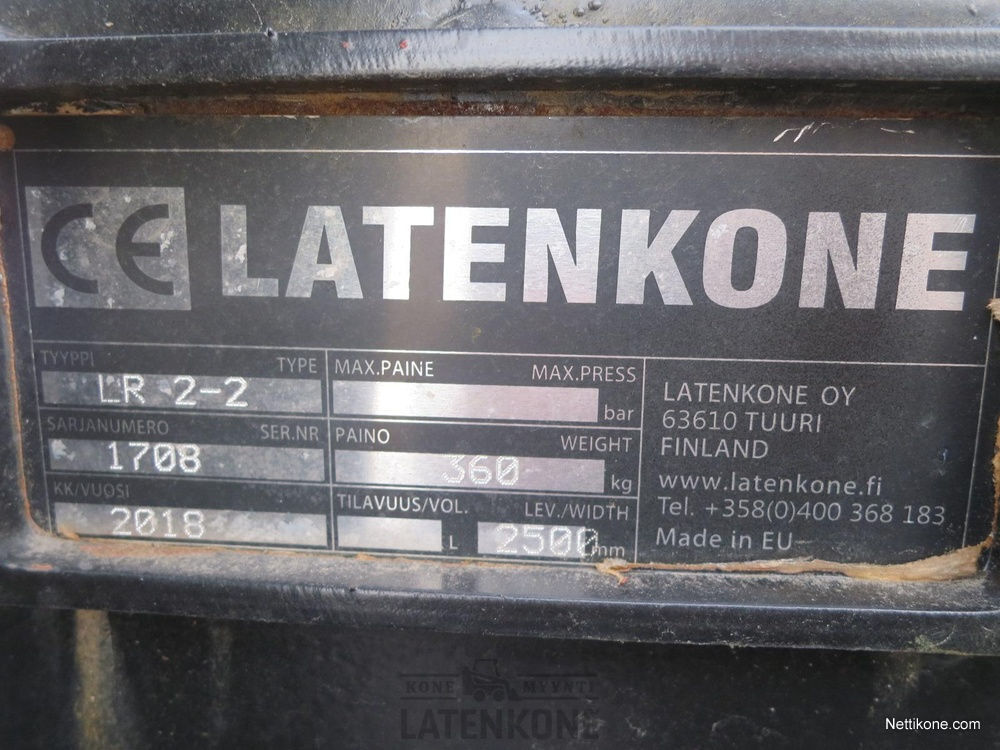 CE LATENKONE
TYYPPI TYPE
LR 2-2
SARJANUMERO SER.NR
1708
KK/VUOSI
2018
MAX.PAINE MAX.PRESS
bar
PAINO WEIGHT
360 kg
TILAVUUS/VOL. LEV./WIDTH
L 2500 mm
LATENKONE OY
63610 TUURI
FINLAND
www.latenkone.fi
Tel. +358(0)400 368 183
Made in EU
KONE MYYNTI
LATENKONE
Nettikone.com